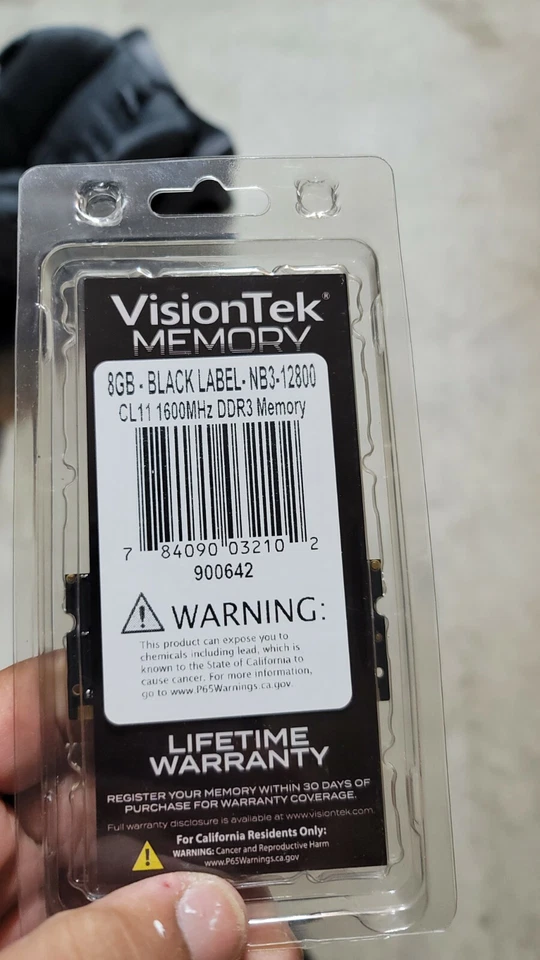 VisionTek®
MEMORY
8GB - BLACK LABEL- NB3-12800
CL11 1600MHz DDR3 Memory
7 84090 03210 2
900642
WARNING:
This product can expose you to
chemicals including lead, which is
known to the State of California to
cause cancer. For more information,
go to www.P65Warnings.ca.gov.
LIFETIME
WARRANTY
REGISTER YOUR MEMORY WITHIN 30 DAYS OF
PURCHASE FOR WARRANTY COVERAGE.
Full warranty disclosure is available at www.visiontek.com.
For California Residents Only:
WARNING: Cancer and Reproductive Harm
www.P65Warnings.ca.gov